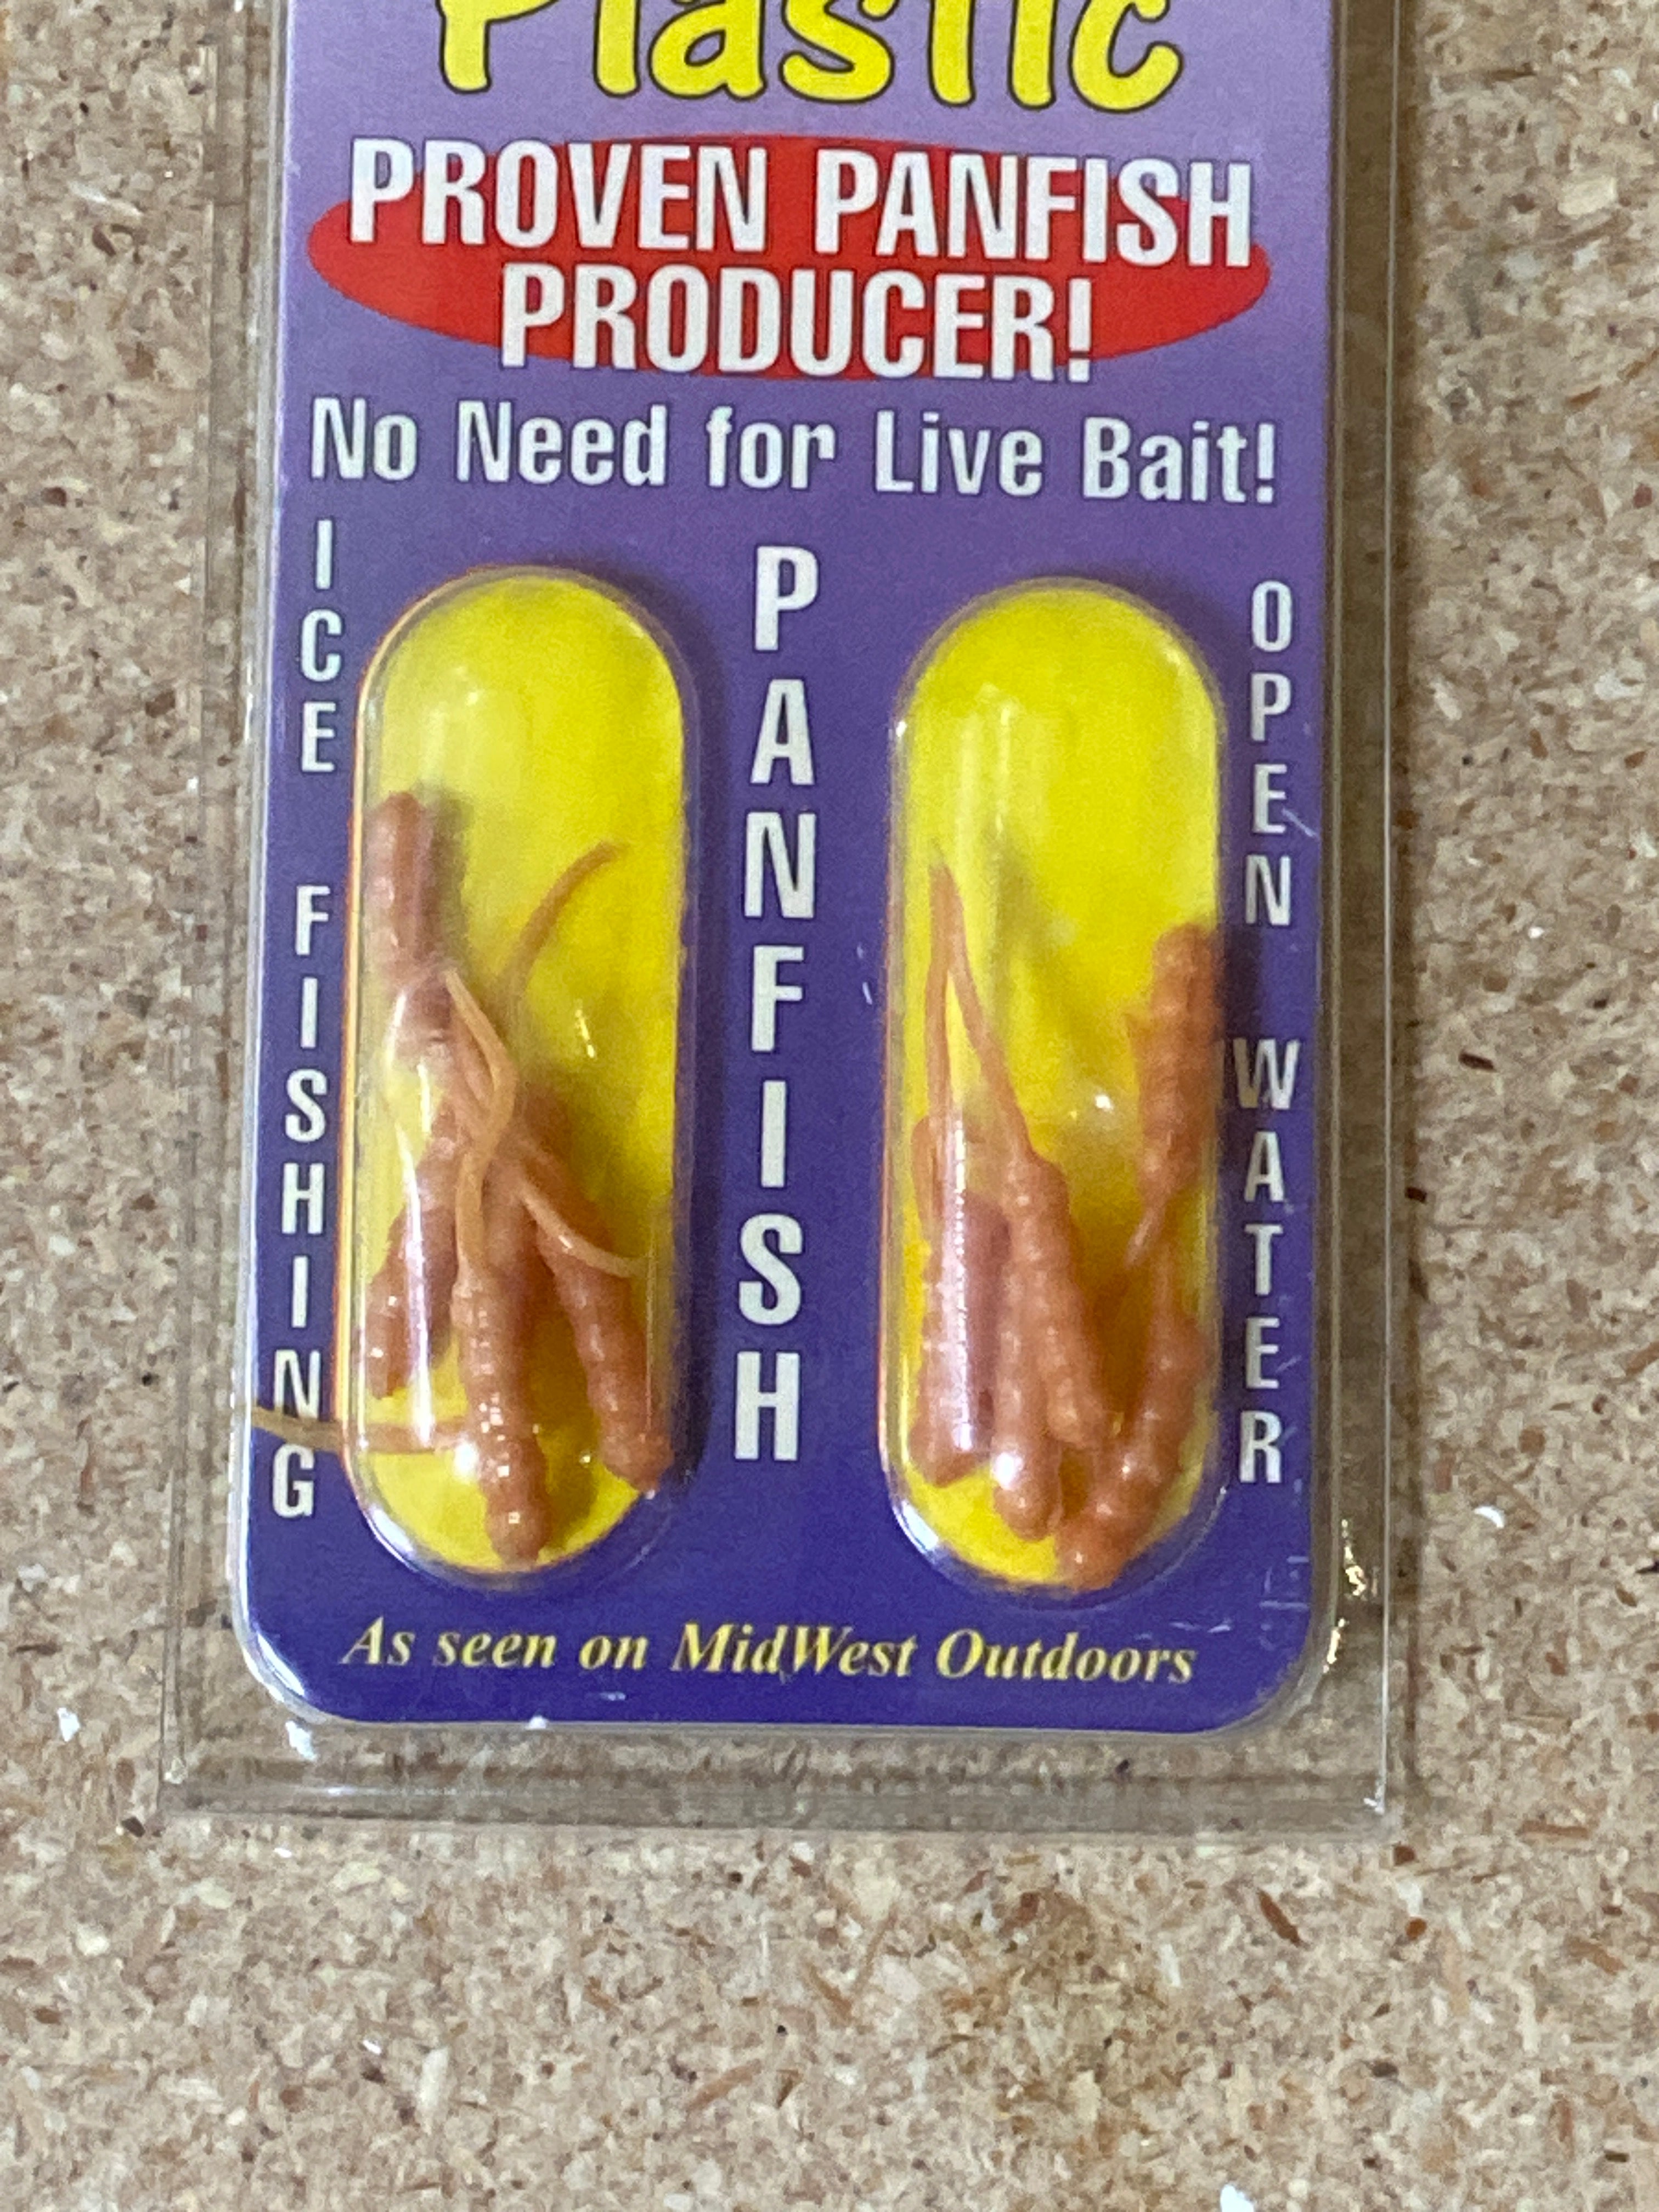 Plastic
PROVEN PANFISH
PRODUCER!
No Need for Live Bait!
ICE FISHING
PANFISH
OPEN WATER
As seen on MidWest Outdoors